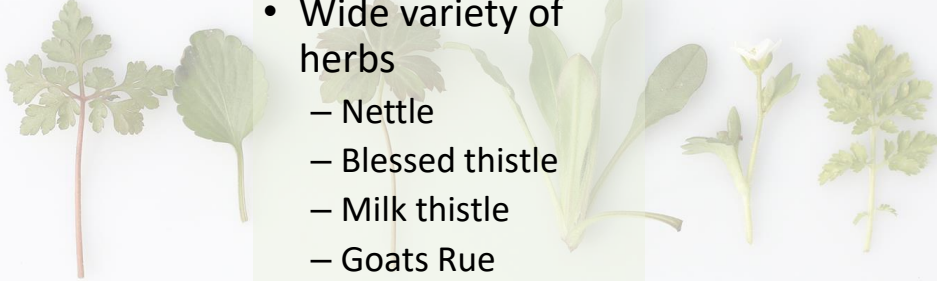 • Wide variety of
herbs
– Nettle
– Blessed thistle
– Milk thistle
– Goats Rue